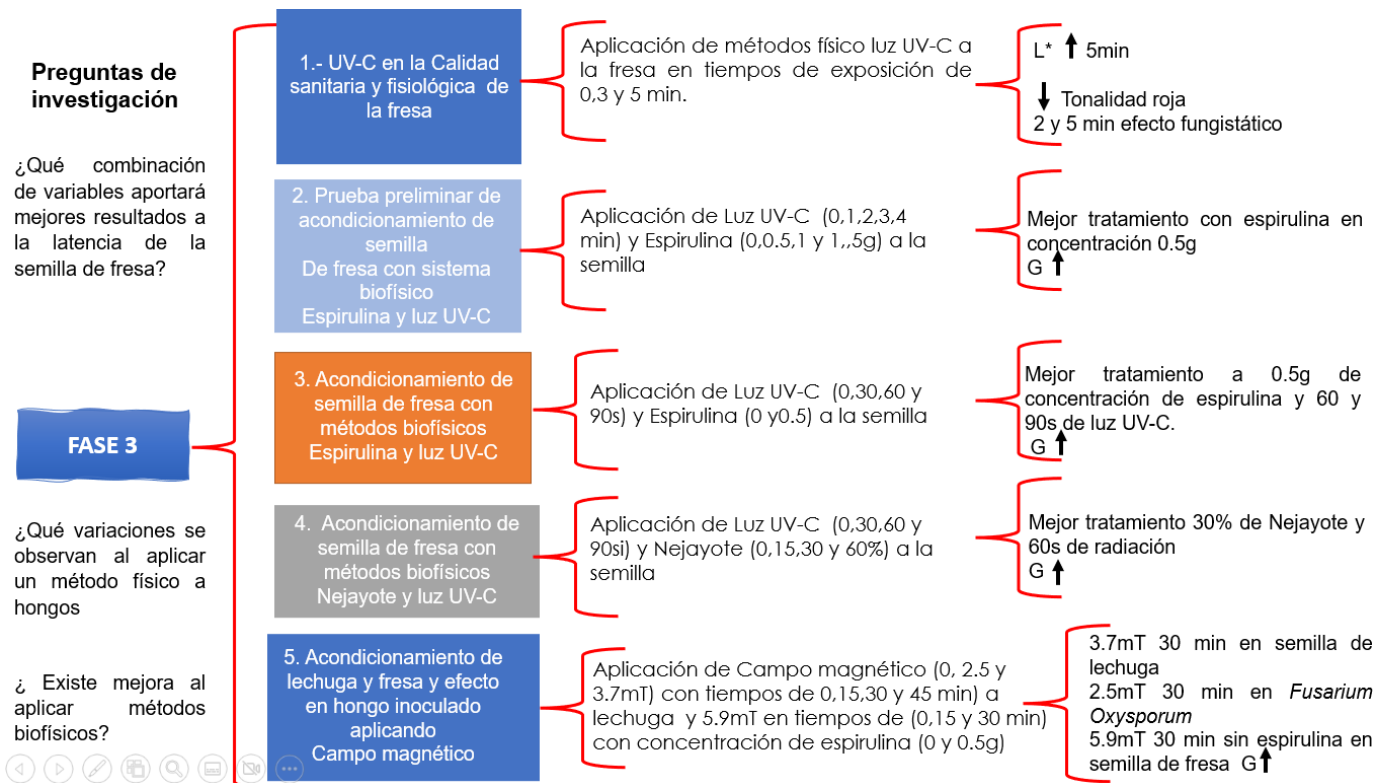 Preguntas de
investigación
¿Qué combinación
de variables aportará
mejores resultados a
la latencia de la
semilla de fresa?
FASE 3
¿Qué variaciones se
observan al aplicar
un método físico a
hongos
¿ Existe mejora al
aplicar métodos
biofísicos?
1.- UV-C en la Calidad
sanitaria y fisiológica de
la fresa
Aplicación de métodos físico luz UV-C a
la fresa en tiempos de exposición de
0,3 y 5 min.
L* ↑ 5min
↓ Tonalidad roja
2 y 5 min efecto fungistático
2. Prueba preliminar de
acondicionamiento de
semilla
De fresa con sistema
biofísico
Espirulina y luz UV-C
Aplicación de Luz UV-C (0,1,2,3,4
min) y Espirulina (0,0.5,1 y 1,,5g) a la
semilla
Mejor tratamiento con espirulina en
concentración 0.5g
G ↑
3. Acondicionamiento de
semilla de fresa con
métodos biofísicos
Espirulina y luz UV-C
Aplicación de Luz UV-C (0,30,60 y
90s) y Espirulina (0 y0.5) a la semilla
Mejor tratamiento a 0.5g de
concentración de espirulina y 60 y
90s de luz UV-C.
G ↑
4. Acondicionamiento de
semilla de fresa con
métodos biofísicos
Nejayote y luz UV-C
Aplicación de Luz UV-C (0,30,60 y
90si) y Nejayote (0,15,30 y 60%) a la
semilla
Mejor tratamiento 30% de Nejayote y
60s de radiación
G ↑
5. Acondicionamiento de
lechuga y fresa y efecto
en hongo inoculado
aplicando
Campo magnético
Aplicación de Campo magnético (0, 2.5 y
3.7mT) con tiempos de 0,15,30 y 45 min) a
lechuga y 5.9mT en tiempos de (0,15 y 30 min)
con concentración de espirulina (0 y 0.5g)
3.7mT 30 min en semilla de
lechuga
2.5mT 30 min en Fusarium
Oxysporum
5.9mT 30 min sin espirulina en
semilla de fresa G↑